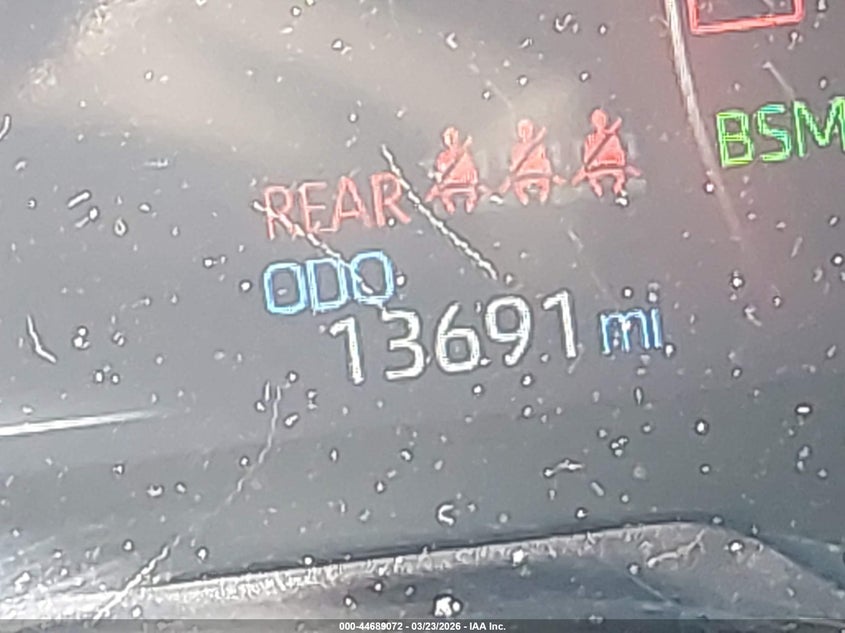 BSM
REAR
ODO
13691 mi
000-44689072 - 03/23/2026 - IAA Inc.